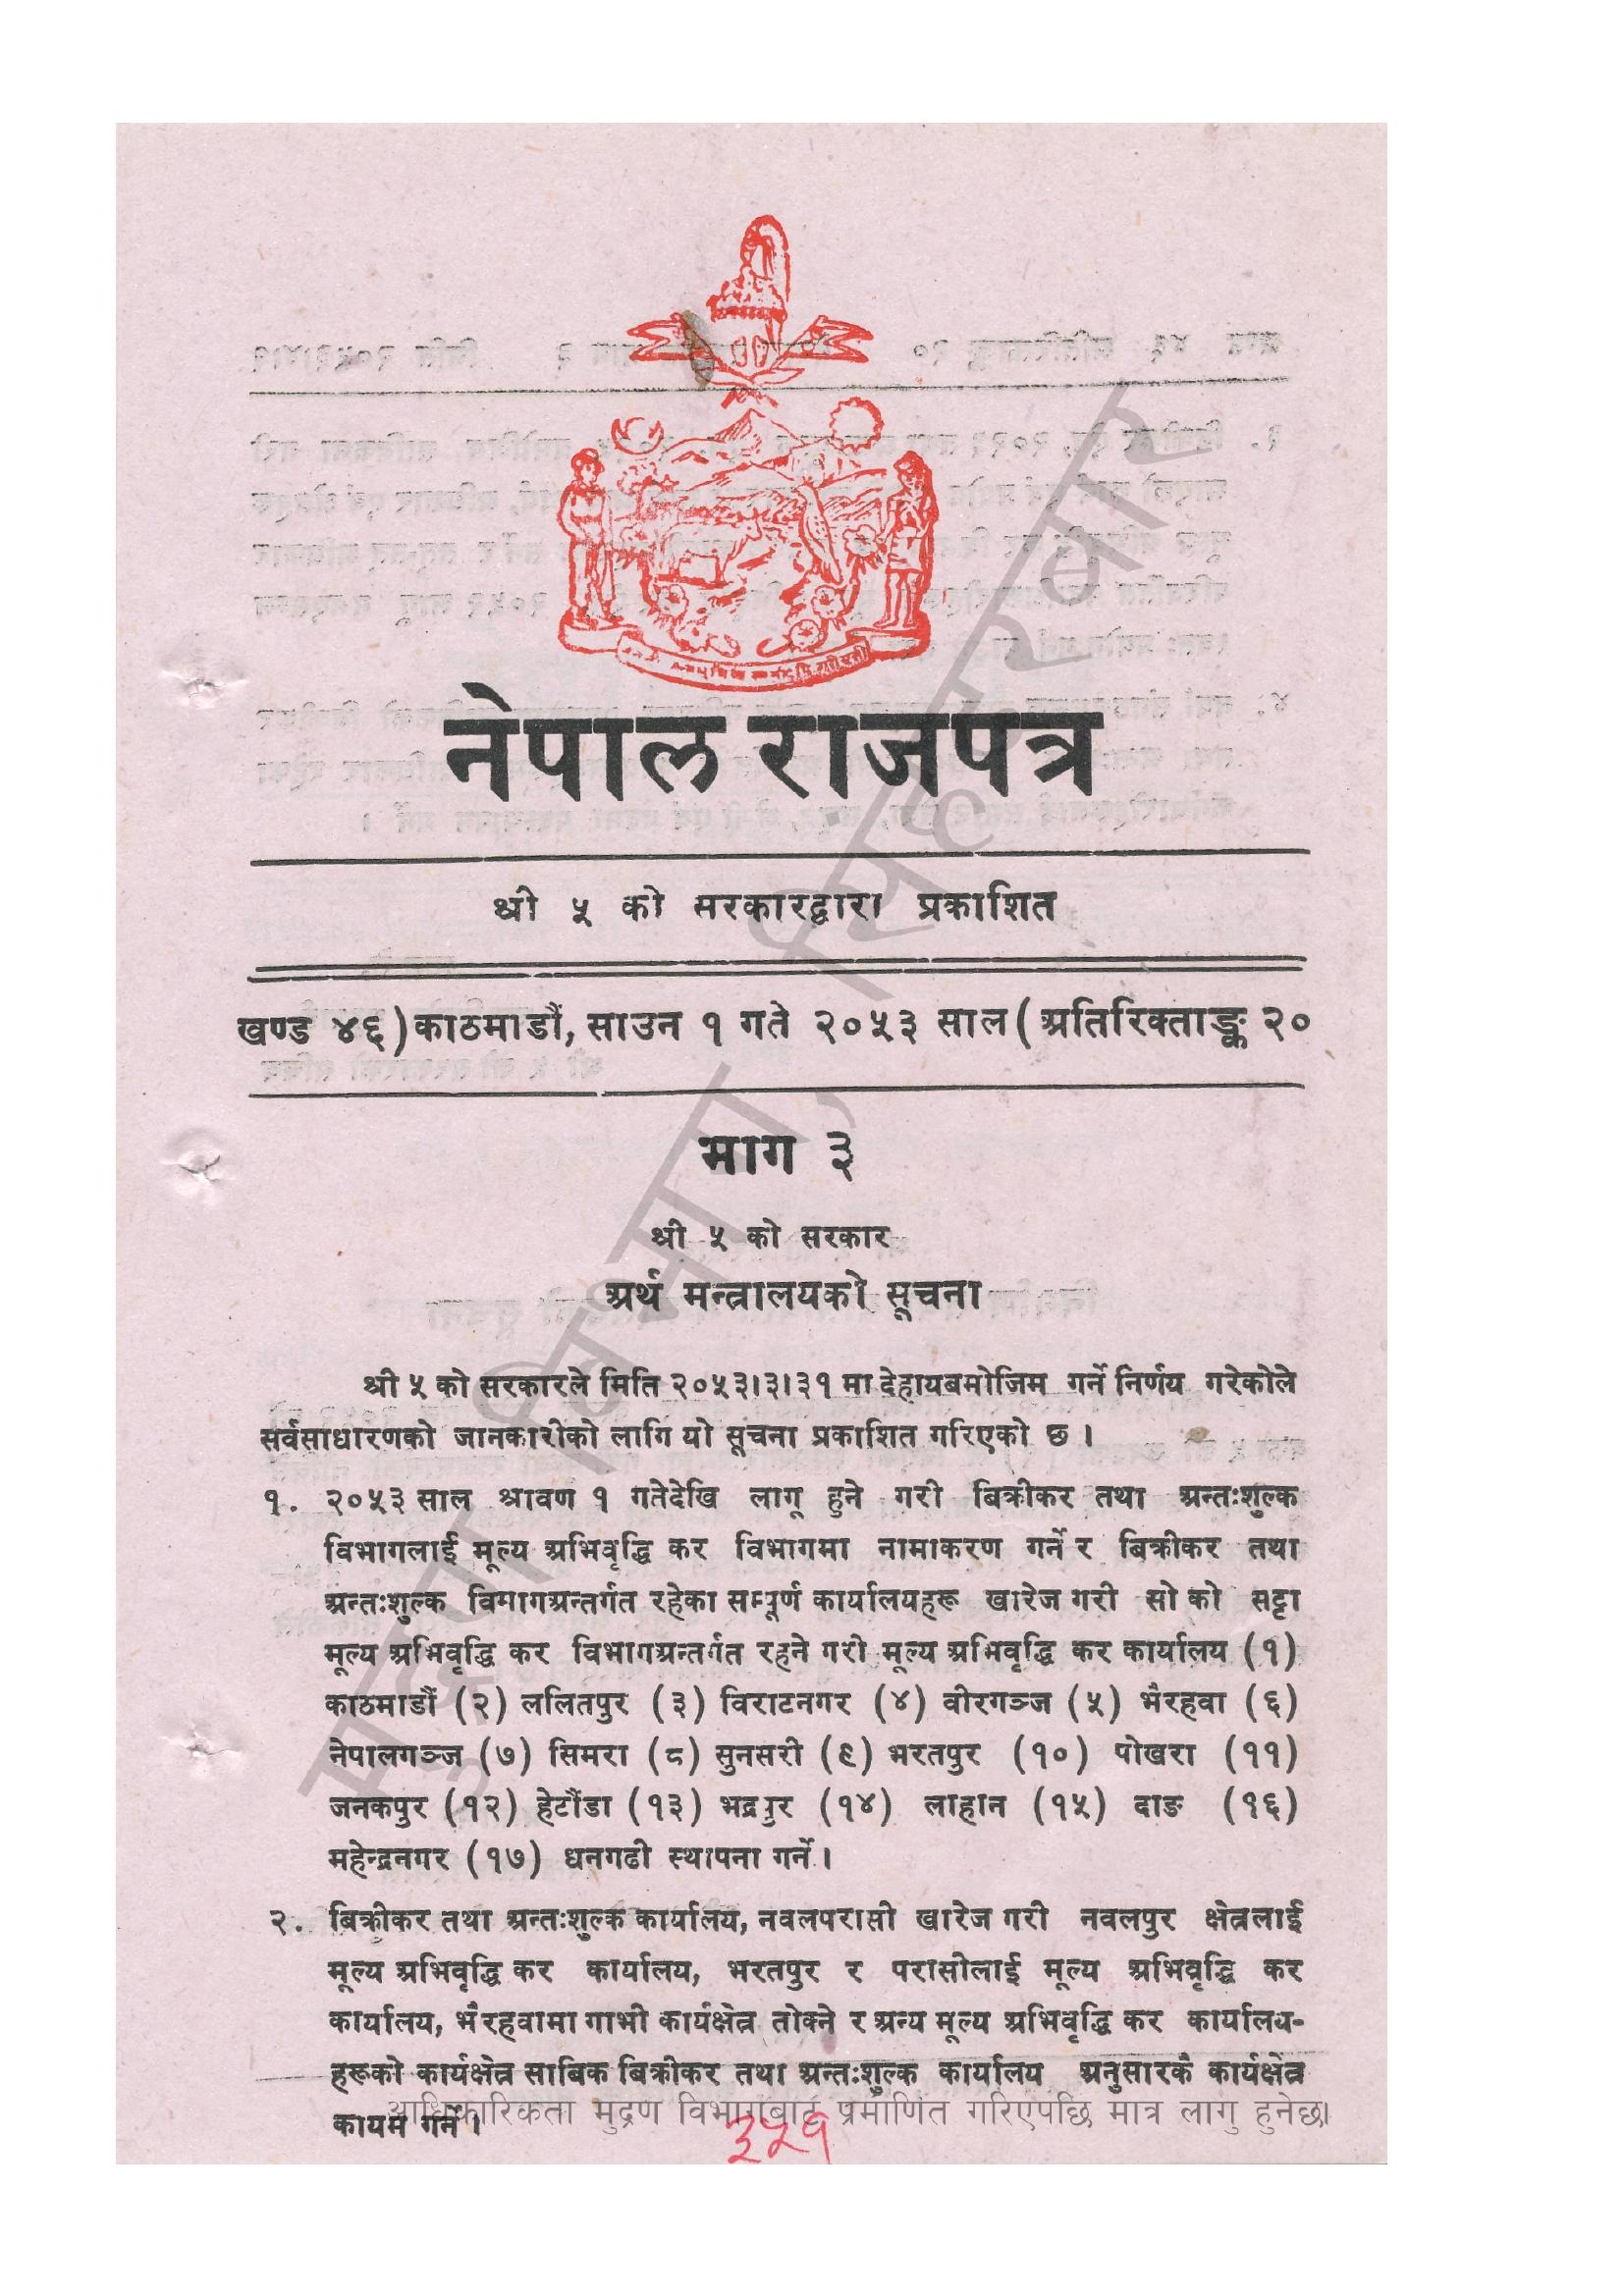 नेपाल राजपत्र
श्री ५ को सरकारद्वारा प्रकाशित
खण्ड ४६) काठमाडौं, साउन १ गते २०५३ साल ( अतिरिक्ताङ्क २०
भाग ३
श्री ५ को सरकार
अर्थ मन्त्रालयको सूचना
श्री ५ को सरकारले मिति २०५३।३।३१ मा देहायबमोजिम गर्ने निर्णय गरेकोले
सर्वसाधारणको जानकारीको लागि यो सूचना प्रकाशित गरिएको छ ।
१. २०५३ साल श्रावण १ गतेदेखि लागू हुने गरी बिक्रीकर तथा अन्तःशुल्क
विभागलाई मूल्य अभिवृद्धि कर विभागमा नामाकरण गर्ने र बिक्रीकर तथा
अन्तःशुल्क विभागअन्तर्गत रहेका सम्पूर्ण कार्यालयहरू खारेज गरी सो को सट्टा
मूल्य अभिवृद्धि कर विभागअन्तर्गत रहने गरी मूल्य अभिवृद्धि कर कार्यालय (१)
काठमाडौं (२) ललितपुर (३) विराटनगर (४) वीरगञ्ज (५) भैरहवा (६)
नेपालगञ्ज (७) सिमरा (८) सुनसरी (९) भरतपुर (१०) पोखरा (११)
जनकपुर (१२) हेटौंडा (१३) भद्रपुर (१४) लाहान (१५) दाङ (१६)
महेन्द्रनगर (१७) धनगढी स्थापना गर्ने ।
२. बिक्रीकर तथा अन्तःशुल्क कार्यालय, नवलपरासी खारेज गरी नवलपुर क्षेत्रलाई
मूल्य अभिवृद्धि कर कार्यालय, भरतपुर र परासीलाई मूल्य अभिवृद्धि कर
कार्यालय, भैरहवामा गाभी कार्यक्षेत्र तोक्ने र अन्य मूल्य अभिवृद्धि कर कार्यालय-
हरूको कार्यक्षेत्र साबिक बिक्रीकर तथा अन्तःशुल्क कार्यालय अनुसारकै कार्यक्षेत्र
कायम गर्ने ।
आधिकारिकता मुद्रण विभागबाट प्रमाणित गरिएपछि मात्र लागु हुनेछ।
३५१
मुद्रण विभाग, सिंहदरबार